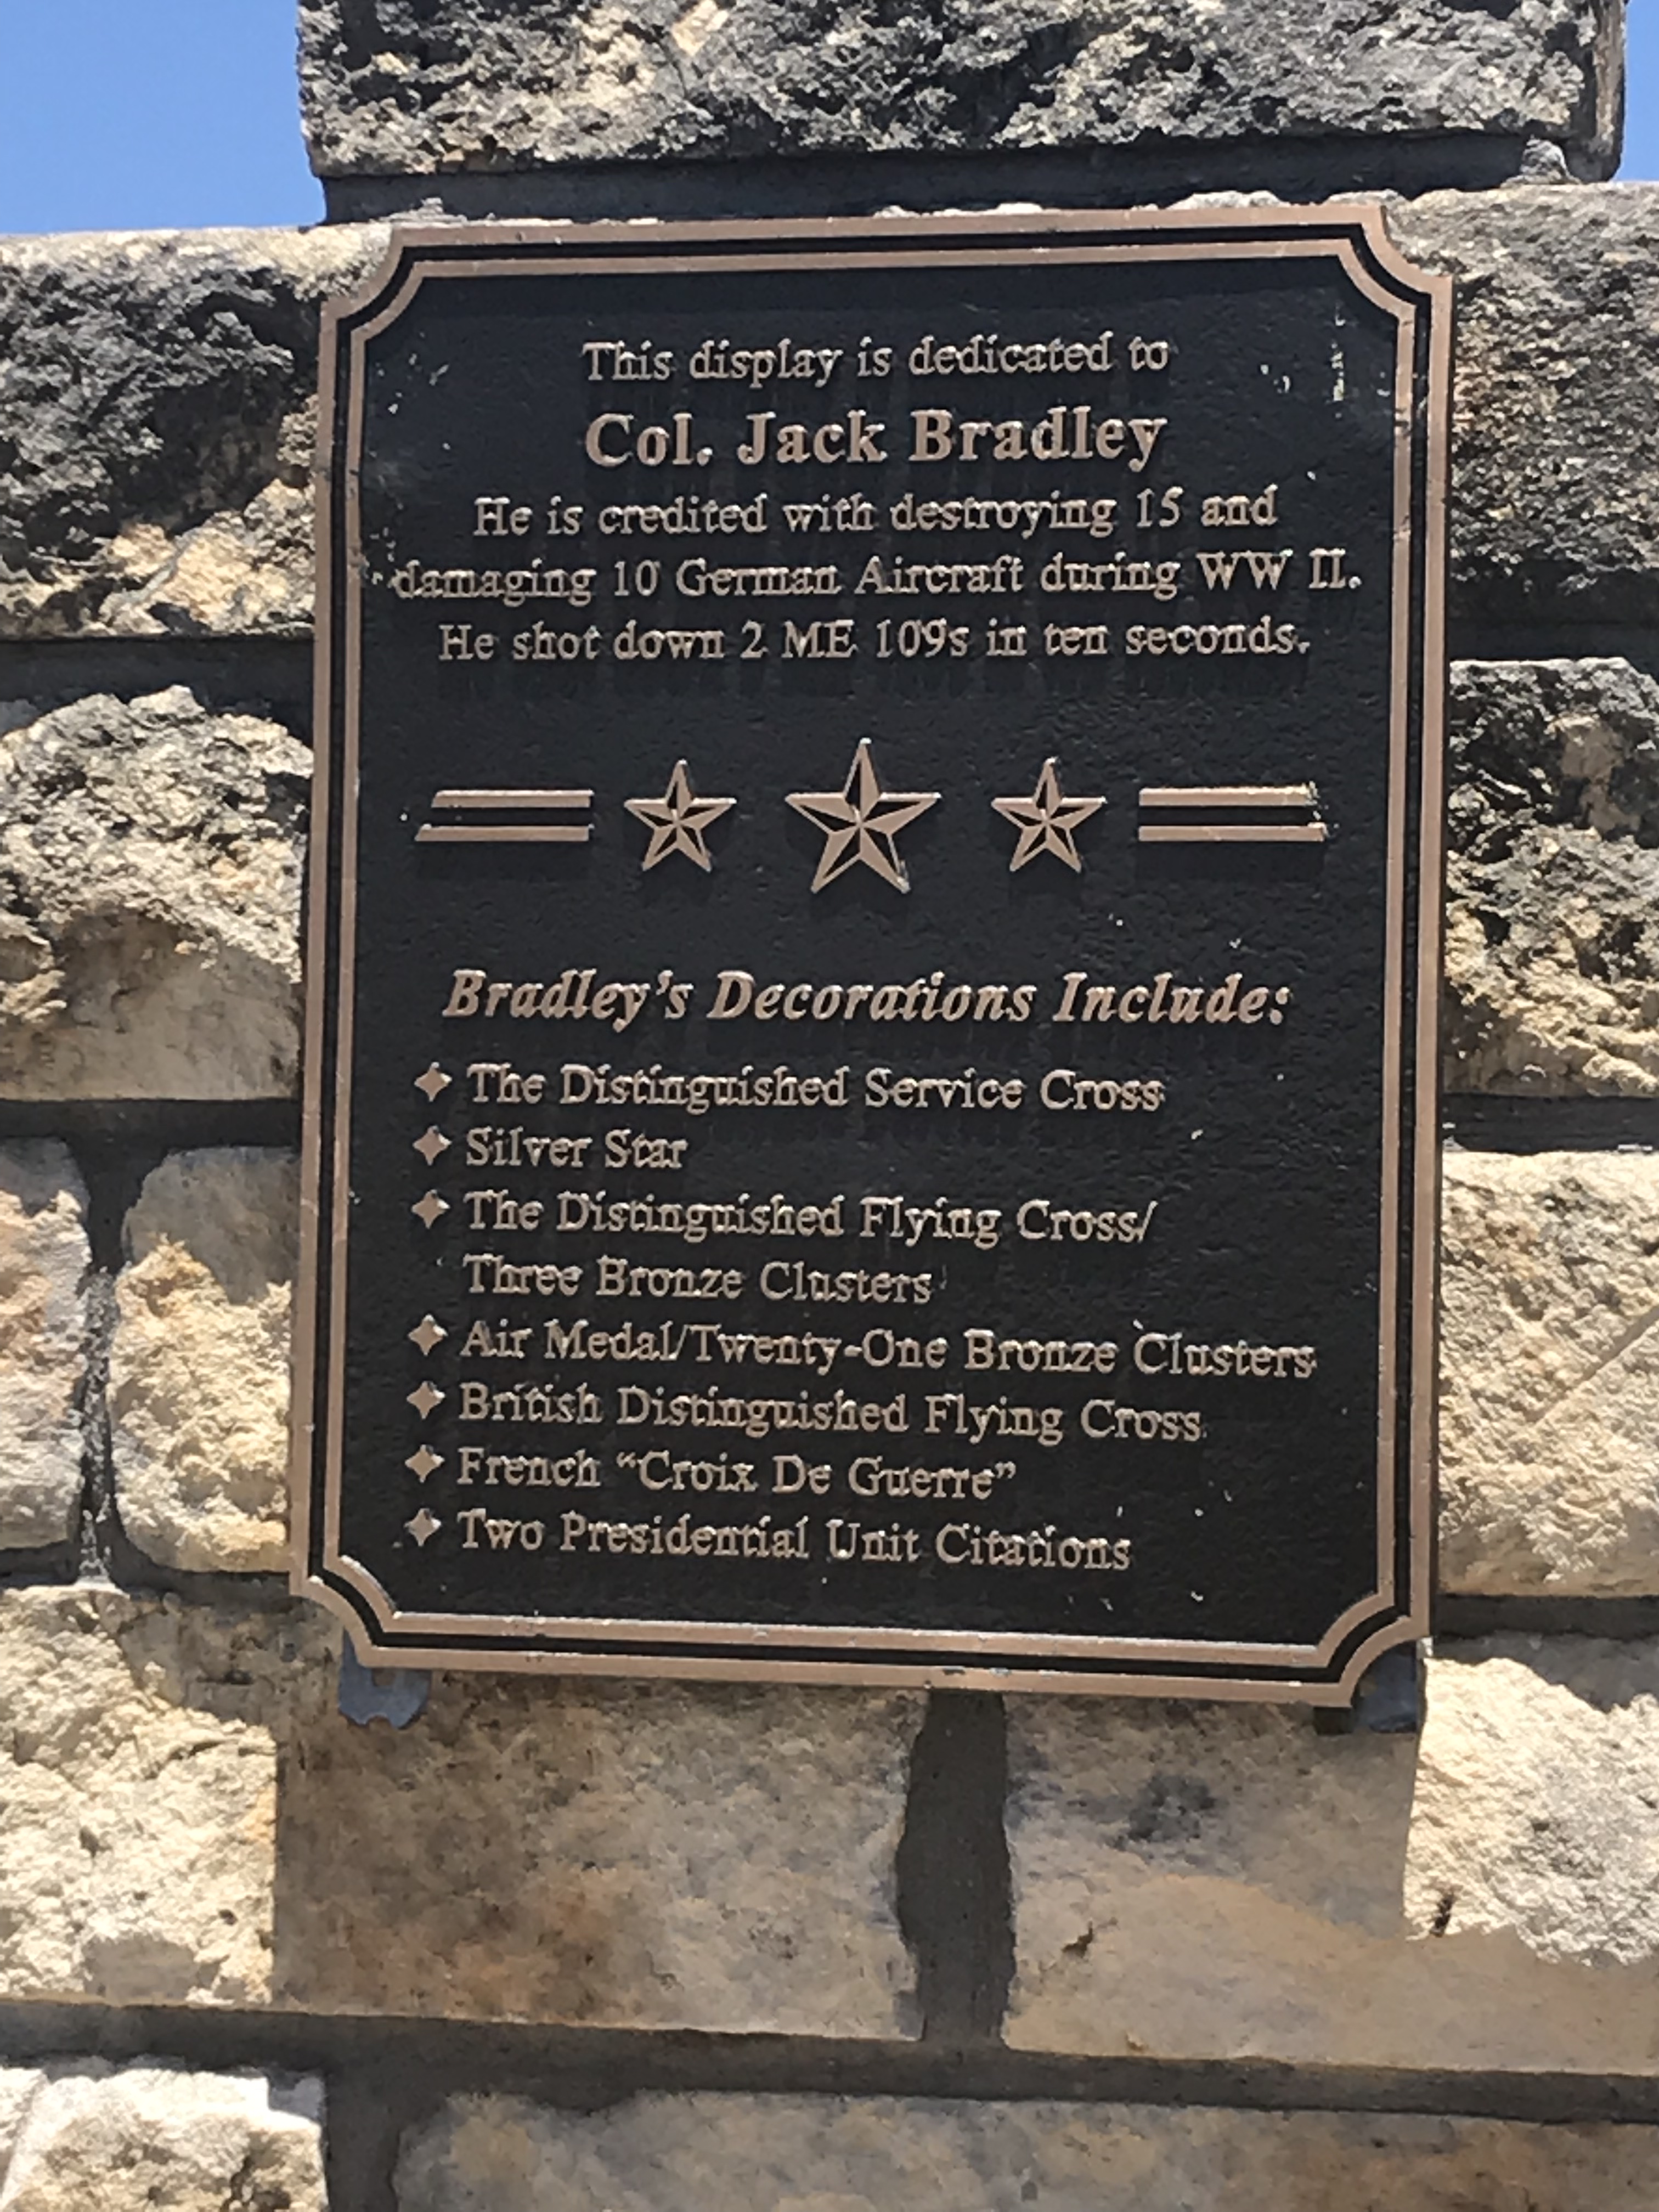 This display is dedicated to
Col. Jack Bradley
He is credited with destroying 15 and
damaging 10 German Aircraft during WW II.
He shot down 2 ME 109s in ten seconds.
Bradley's Decorations Include:
The Distinguished Service Cross
Silver Star
The Distinguished Flying Cross/
Three Bronze Clusters
Air Medal/Twenty-One Bronze Clusters
British Distinguished Flying Cross
French "Croix De Guerre"
Two Presidential Unit Citations